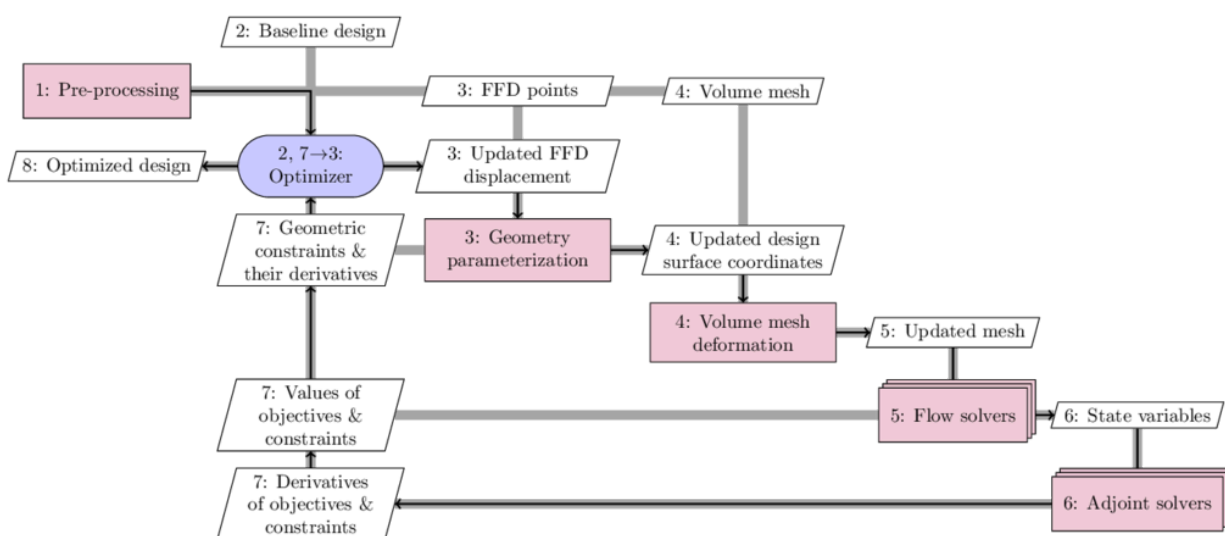 2: Baseline design
1: Pre-processing
3: FFD points
4: Volume mesh
8: Optimized design
2, 7→3:
Optimizer
3: Updated FFD
displacement
7: Geometric
constraints &
their derivatives
3: Geometry
parameterization
4: Updated design
surface coordinates
4: Volume mesh
deformation
5: Updated mesh
7: Values of
objectives &
constraints
5: Flow solvers
6: State variables
7: Derivatives
of objectives &
constraints
6: Adjoint solvers